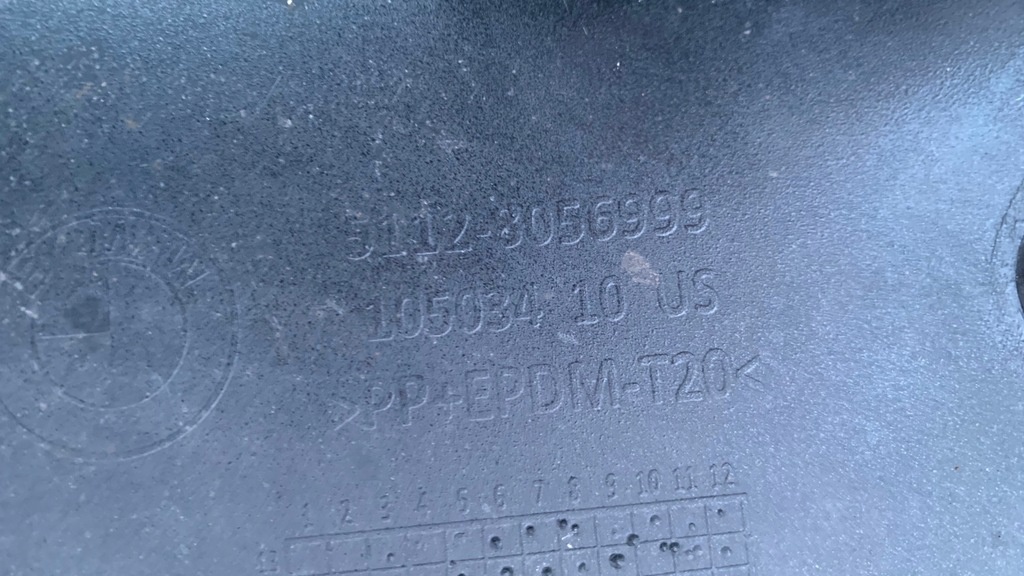 BMW
5112-8056999
105034 10 US
>PP+EPDM-T20<
1 2 3 4 5 6 7 8 9 10 11 12